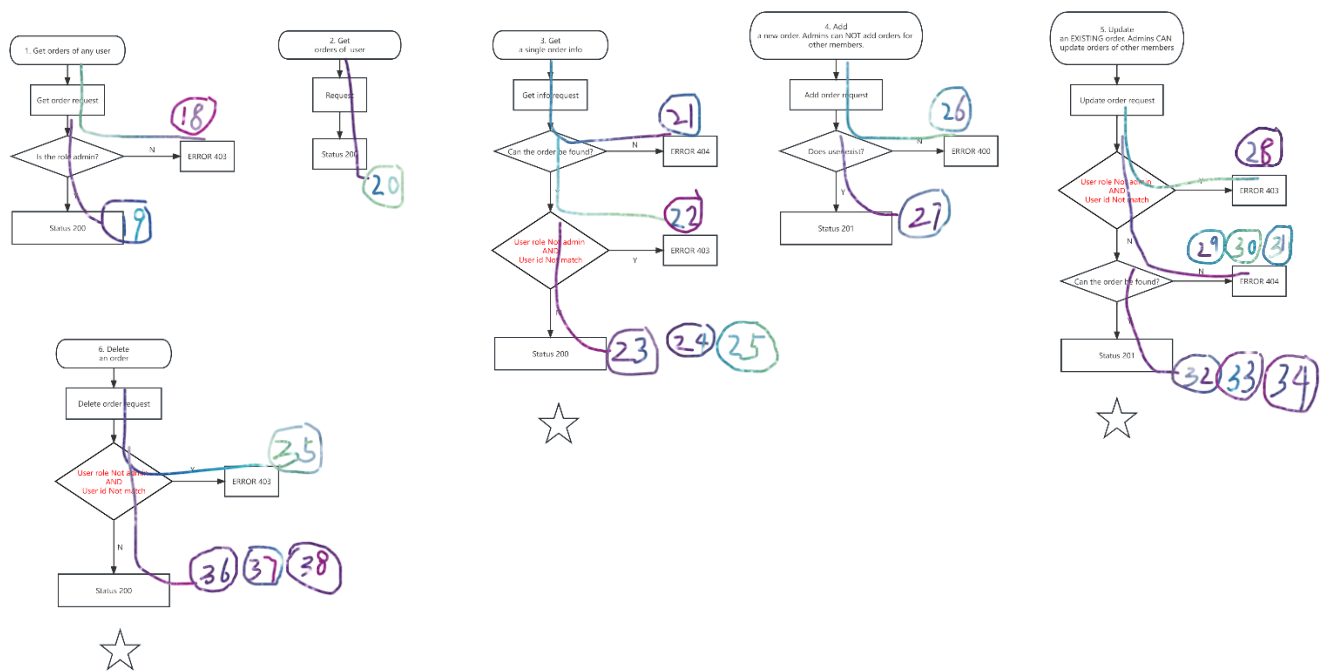 1. Get orders of any user
Get order request
18
Is the role admin?
N
ERROR 403
Status 200
19
2. Get
orders of user
Request
Status 200
20
3. Get
a single order info
Get info request
21
Can the order be found?
N
ERROR 404
22
User role Not admin
AND
User id Not match
Y
ERROR 403
Status 200
23 24 25
4. Add
a new order. Admins can NOT add orders for
other members.
Add order request
26
Does user exist?
N
ERROR 400
Y
Status 201
27
5. Update
an EXISTING order. Admins CAN
update orders of other members
Update order request
28
User role Not admin
AND
User id Not match
Y
ERROR 403
N
29 30 31
Can the order be found?
N
ERROR 404
Status 201
32 33 34
6. Delete
an order
Delete order request
25
User role Not admin
AND
User id Not match
Y
ERROR 403
N
Status 200
36 37 38